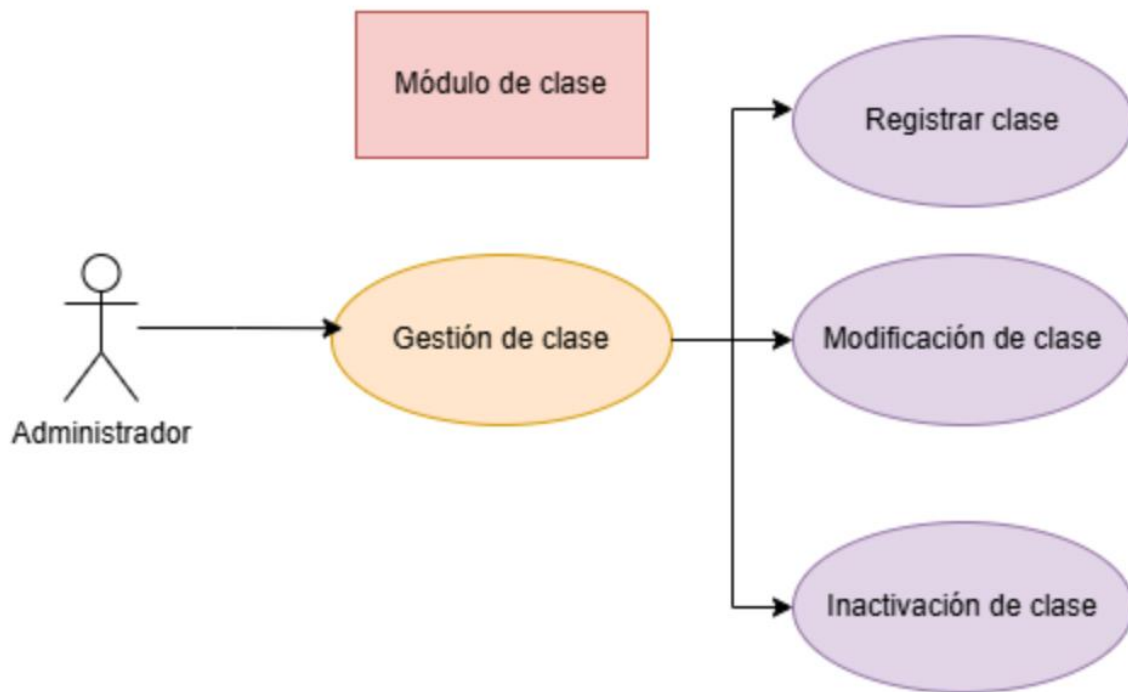 Módulo de clase
Registrar clase
Gestión de clase
Modificación de clase
Administrador
Inactivación de clase